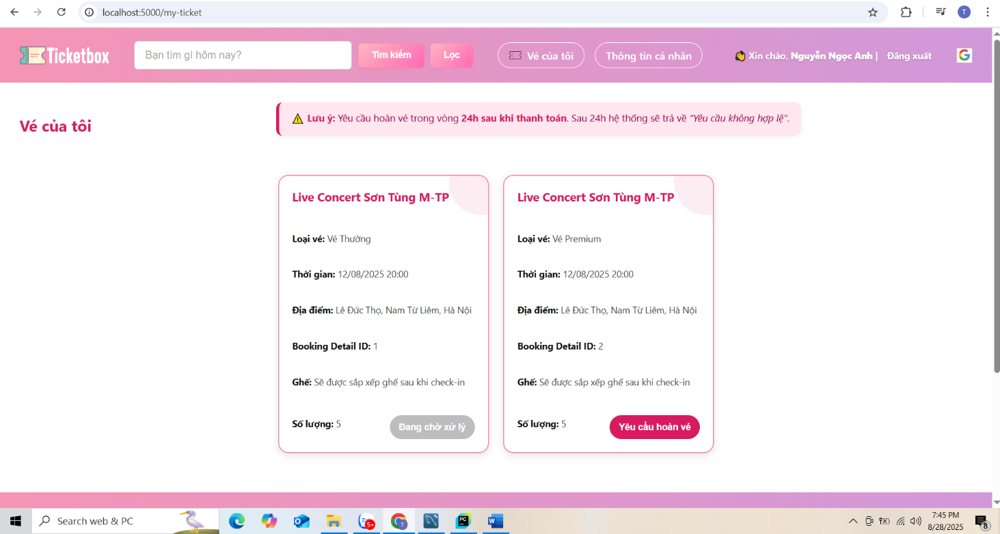 localhost:5000/my-ticket
T
Ticketbox
Bạn tìm gì hôm nay?
Tìm kiếm
Lọc
Vé của tôi
Thông tin cá nhân
Xin chào, Nguyễn Ngọc Anh |
Đăng xuất
G
Vé của tôi
Lưu ý: Yêu cầu hoàn vé trong vòng 24h sau khi thanh toán. Sau 24h hệ thống sẽ trả về “Yêu cầu không hợp lệ”.
Live Concert Sơn Tùng M-TP
Loại vé: Vé Thường
Thời gian: 12/08/2025 20:00
Địa điểm: Lê Đức Thọ, Nam Từ Liêm, Hà Nội
Booking Detail ID: 1
Ghế: Sẽ được sắp xếp ghế sau khi check-in
Số lượng: 5
Đang chờ xử lý
Live Concert Sơn Tùng M-TP
Loại vé: Vé Premium
Thời gian: 12/08/2025 20:00
Địa điểm: Lê Đức Thọ, Nam Từ Liêm, Hà Nội
Booking Detail ID: 2
Ghế: Sẽ được sắp xếp ghế sau khi check-in
Số lượng: 5
Yêu cầu hoàn vé
Search web & PC
5+
T
PC
W
7:45 PM
8/28/2025
8